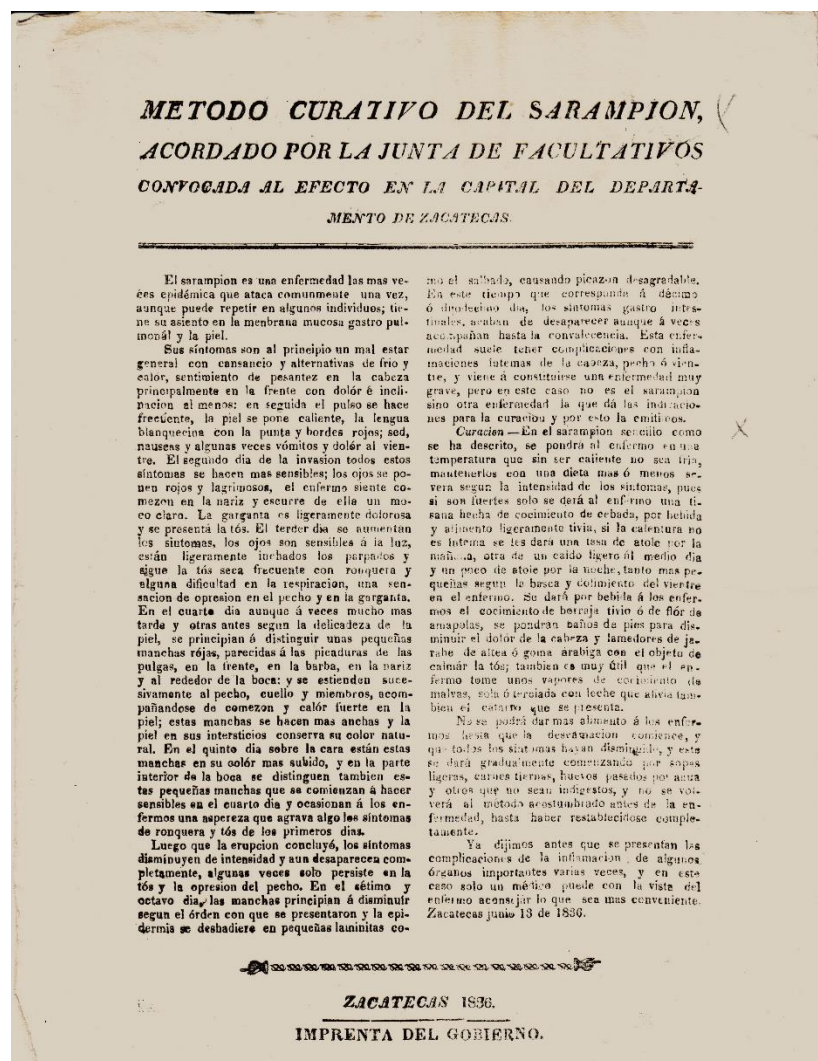 METODO CURATIVO DEL SARAMPION,
ACORDADO POR LA JUNTA DE FACULTATIVOS
CONVOCADA AL EFECTO EN LA CAPITAL DEL DEPARTA-
MENTO DE ZACATECAS.
El sarampion es una enfermedad las mas ve-
ces epidémica que ataca comunmente una vez,
aunque puede repetir en algunos individuos; tie-
ne su asiento en la menbrana mucosa gastro pul-
monál y la piel.
Sus síntomas son al principio un mal estar
general con cansancio y alternativas de frio y
calór, sentimiento de pesantez en la cabeza
principalmente en la frente con dolór é incli-
nacion al menos: en seguida el pulso se hace
frecüente, la piel se pone caliente, la lengua
blanquecina con la punta y bordes rojos; sed,
nauseas y algunas veces vómitos y dolér al vien-
tre. El segundo dia de la invasion todos estos
síntomas se hacen mas sensibles; los ojos se po-
nen rojos y lagrimosos, el enfermo siente co-
mezon en la nariz y escurre de ella un mo-
co claro. La garganta es ligeramente dolorosa
y se presentá la tós. El tercer dia se aumentan
los sintomas, los ojos son sensibles á la luz,
están ligeramente inchados los parpados y
sigue la tós seca frecuente con ronquera y
alguna dificultad en la respiracion, una sen-
sacion de opresion en el pecho y en la garganta.
En el cuarto dia aunque á veces mucho mas
tarde y otras antes segun la delicadeza de la
piel, se principian á distinguir unas pequeñas
manchas rójas, parecidas á las picaduras de las
pulgas, en la frente, en la barba, en la nariz
y al rededor de la boca: y se estienden suce-
sivamente al pecho, cuello y miembros, acom-
pañandose de comezon y calór fuerte en la
piel; estas manchas se hacen mas anchas y la
piel en sus intersticios conserva su color natu-
ral. En el quinto dia sobre la cara están estas
manchas en su colór mas subido, y en la parte
interior de la boca se distinguen tambien es-
tas pequeñas manchas que se comienzan á hacer
sensibles en el cuarto dia y ocasionan á los en-
fermos una aspereza que agrava algo los síntomas
de ronquera y tós de los primeros dias.
Luego que la erupcion concluyó, los síntomas
disminuyen de intensidad y aun desaparecen com-
pletamente, algunas veces solo persiste en la
tós y la opresion del pecho. En el sétimo y
octavo dia, las manchas principian á disminuír
segun el órden con que se presentaron y la epi-
dermis se desbadiere en pequeñas laminitas co-
mo el salbado, causando picazon desagradable.
En este tiempo que corresponde á décimo
ó duodecimo dia, los sintomas gastro intes-
tinales, acaban de desaparecer aunque á veces
acompañan hasta la convalecencia. Esta enfer-
medad suele tener complicaciones con infla-
maciones internas de la cabeza, pecho ó vien-
tre, y viene á constituirse una enfermedad muy
grave, pero en este caso no es el sarampion
sino otra enfermedad la que dá las indicacio-
nes para la curacion y por esto la emitimos.
Curacion—En el sarampion sencillo como
se ha descrito, se pondrá al enfermo en una
temperatura que sin ser caliente no sea fria,
mantenerlos con una dieta mas ó menos se-
vera segun la intensidad de los síntomas, pues
si son fuertes solo se dará al enfermo una ti-
sana hecha de cocimiento de cebada, por bebida
y alimento ligeramente tivia, si la calentura no
es intensa se les dará una tasa de atole por la
otra de un caldo ligero al medio dia
y un poco de atole por la noche, tanto mas pe-
queñas segun la basca y del vientre
en el enfermo. Se dará por bebida á los enfer-
mos el cocimiento de borraja tivio ó de flór de
amapolas, se pondran baños de pies para dis-
minuir el dolór de la cabeza y lamedores de ja-
rabe de altea ó goma arabiga con el objeto de
calmár la tós; tambien es muy útil que el en-
fermo tome unos vapores de cocimiento de
malvas, sola ó terciada con leche que alivia tam-
bien el catarro que se presenta.
No se podrá dar mas alimento á los enfer-
mos hasta que la descamacion comience, y
que todos los sintomas hayan disminuido, y este
se dará gradualmente comenzando por sopas
ligeras, carnes tiernas, huevos pasados por agua
y otros que no sean indigestos, y no se vol-
verá al método acostumbrado antes de la en-
fermedad, hasta haber restablecidose comple-
tamente.
Ya dijimos antes que se presentan las
complicaciones de la inflamacion de algunos
órganos importantes varias veces, y en este
caso solo un médico puede con la vista del
enfermo aconsejar lo que sea mas conveniente.
Zacatecas junio 13 de 1836.
ZACATECAS 1836.
IMPRENTA DEL GOBIERNO.